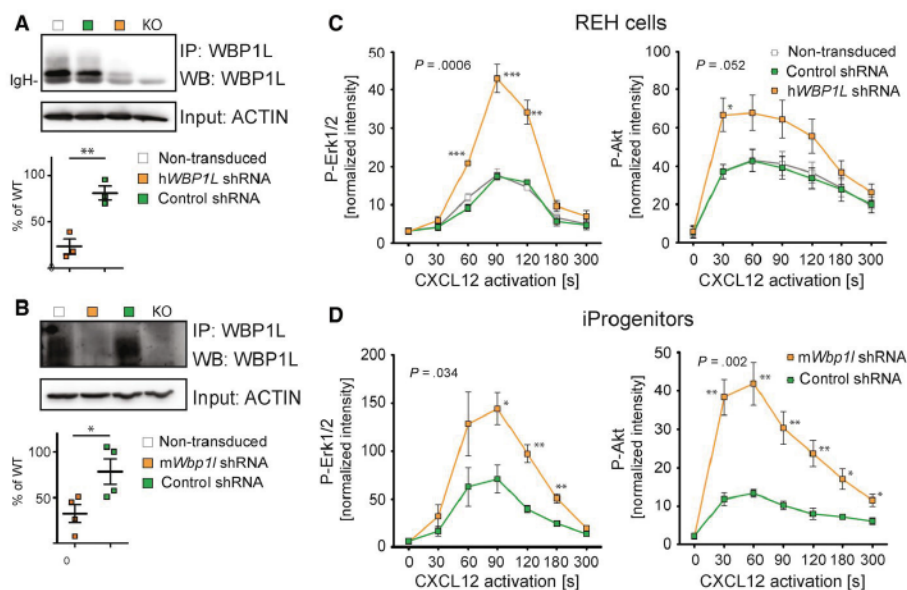 A
KO
IP: WBP1L
IgH-
WB: WBP1L
Input: ACTIN
**
100
50
0
% of WT
Non-transduced
hWBP1L shRNA
Control shRNA
B
KO
IP: WBP1L
WB: WBP1L
Input: ACTIN
*
100
50
0
% of WT
Non-transduced
mWbp1l shRNA
Control shRNA
C
REH cells
P = .0006
***
***
**
50
40
30
20
10
0
P-Erk1/2
[normalized intensity]
0 30 60 90 120 180 300
CXCL12 activation [s]
P = .052
Non-transduced
Control shRNA
hWBP1L shRNA
*
100
80
60
40
20
0
P-Akt
[normalized intensity]
0 30 60 90 120 180 300
CXCL12 activation [s]
D
iProgenitors
P = .034
*
**
**
200
150
100
50
0
P-Erk1/2
[normalized intensity]
0 30 60 90 120 180 300
CXCL12 activation [s]
P = .002
mWbp1l shRNA
Control shRNA
**
**
**
**
*
*
50
40
30
20
10
0
P-Akt
[normalized intensity]
0 30 60 90 120 180 300
CXCL12 activation [s]